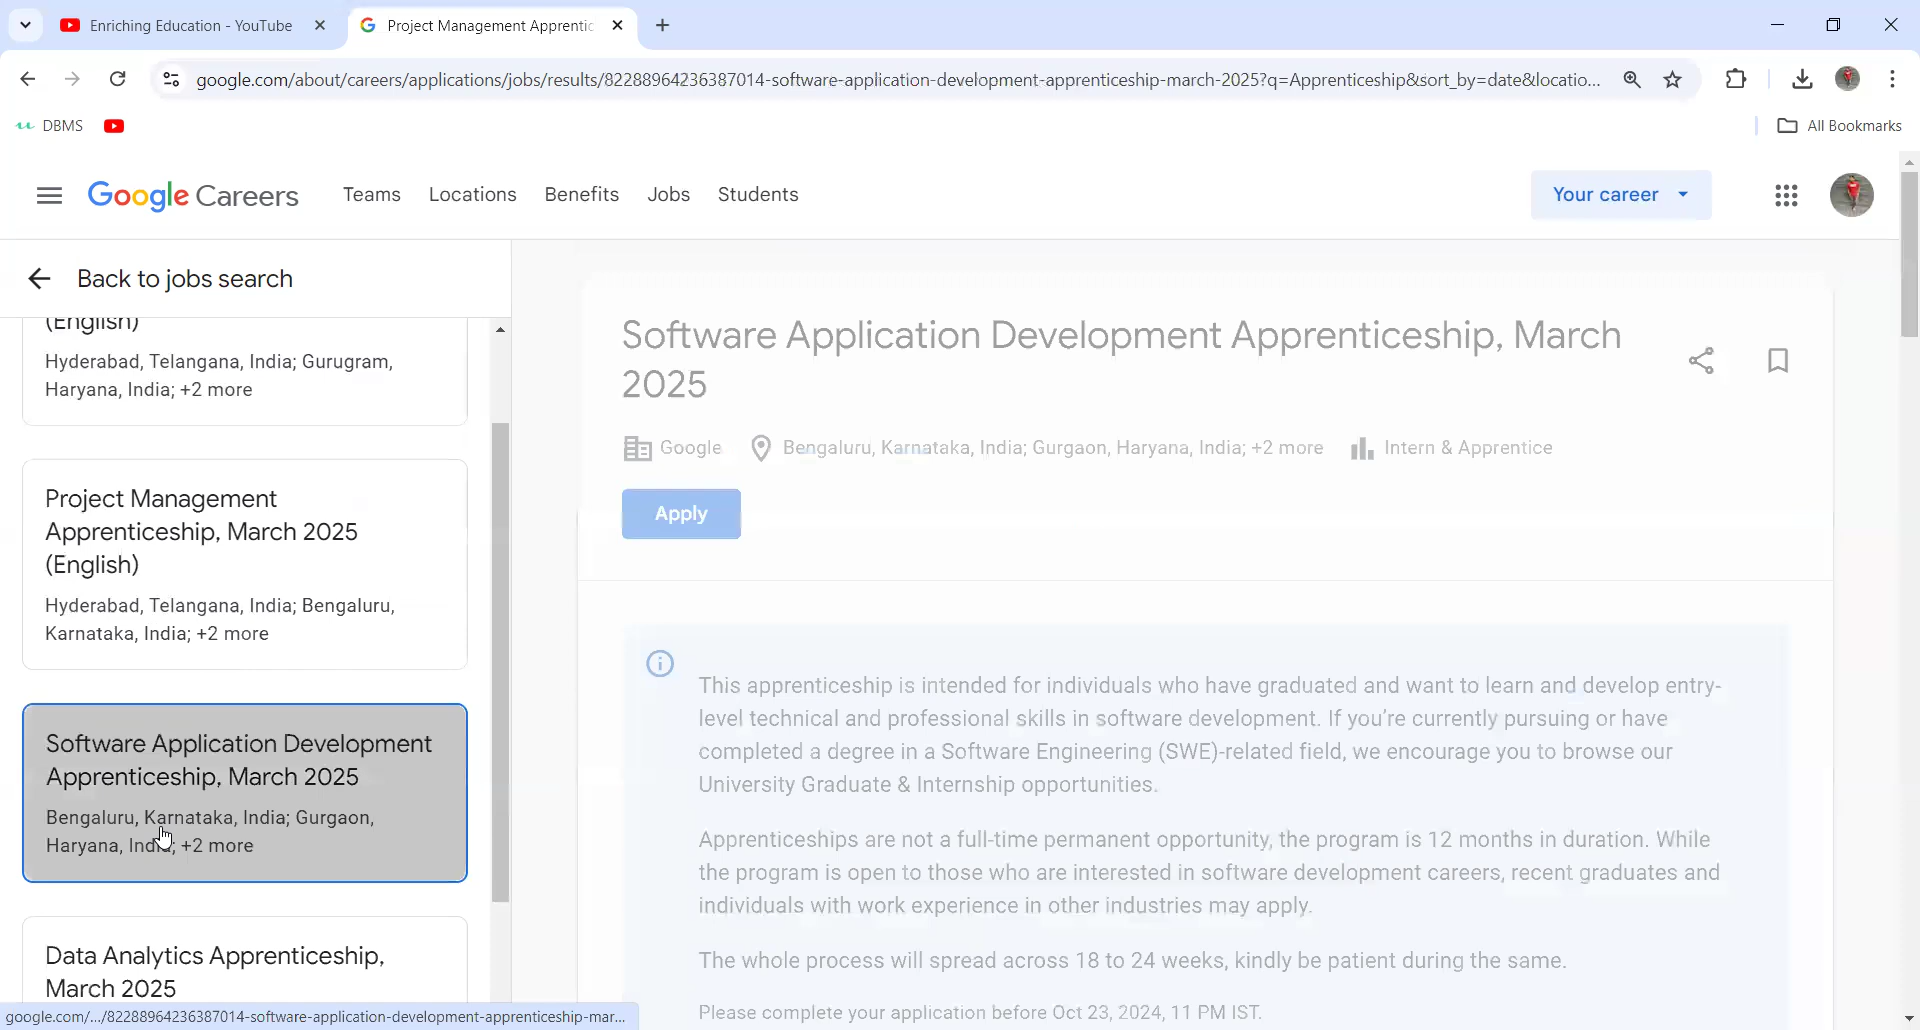 Enriching Education - YouTube
Project Management Apprentic
google.com/about/careers/applications/jobs/results/82288964236387014-software-application-development-apprenticeship-march-2025?q=Apprenticeship&sort_by=date&locatio...
DBMS
All Bookmarks
Google Careers
Teams
Locations
Benefits
Jobs
Students
Your career
Back to jobs search
(English)
Hyderabad, Telangana, India; Gurugram,
Haryana, India; +2 more
Project Management
Apprenticeship, March 2025
(English)
Hyderabad, Telangana, India; Bengaluru,
Karnataka, India; +2 more
Software Application Development
Apprenticeship, March 2025
Bengaluru, Karnataka, India; Gurgaon,
Haryana, India; +2 more
Data Analytics Apprenticeship,
March 2025
google.com/.../82288964236387014-software-application-development-apprenticeship-mar...
Software Application Development Apprenticeship, March
2025
Google
Bengaluru, Karnataka, India; Gurgaon, Haryana, India; +2 more
Intern & Apprentice
Apply
This apprenticeship is intended for individuals who have graduated and want to learn and develop entry-
level technical and professional skills in software development. If you're currently pursuing or have
completed a degree in a Software Engineering (SWE)-related field, we encourage you to browse our
University Graduate & Internship opportunities.
Apprenticeships are not a full-time permanent opportunity, the program is 12 months in duration. While
the program is open to those who are interested in software development careers, recent graduates and
individuals with work experience in other industries may apply.
The whole process will spread across 18 to 24 weeks, kindly be patient during the same.
Please complete your application before Oct 23, 2024, 11 PM IST.